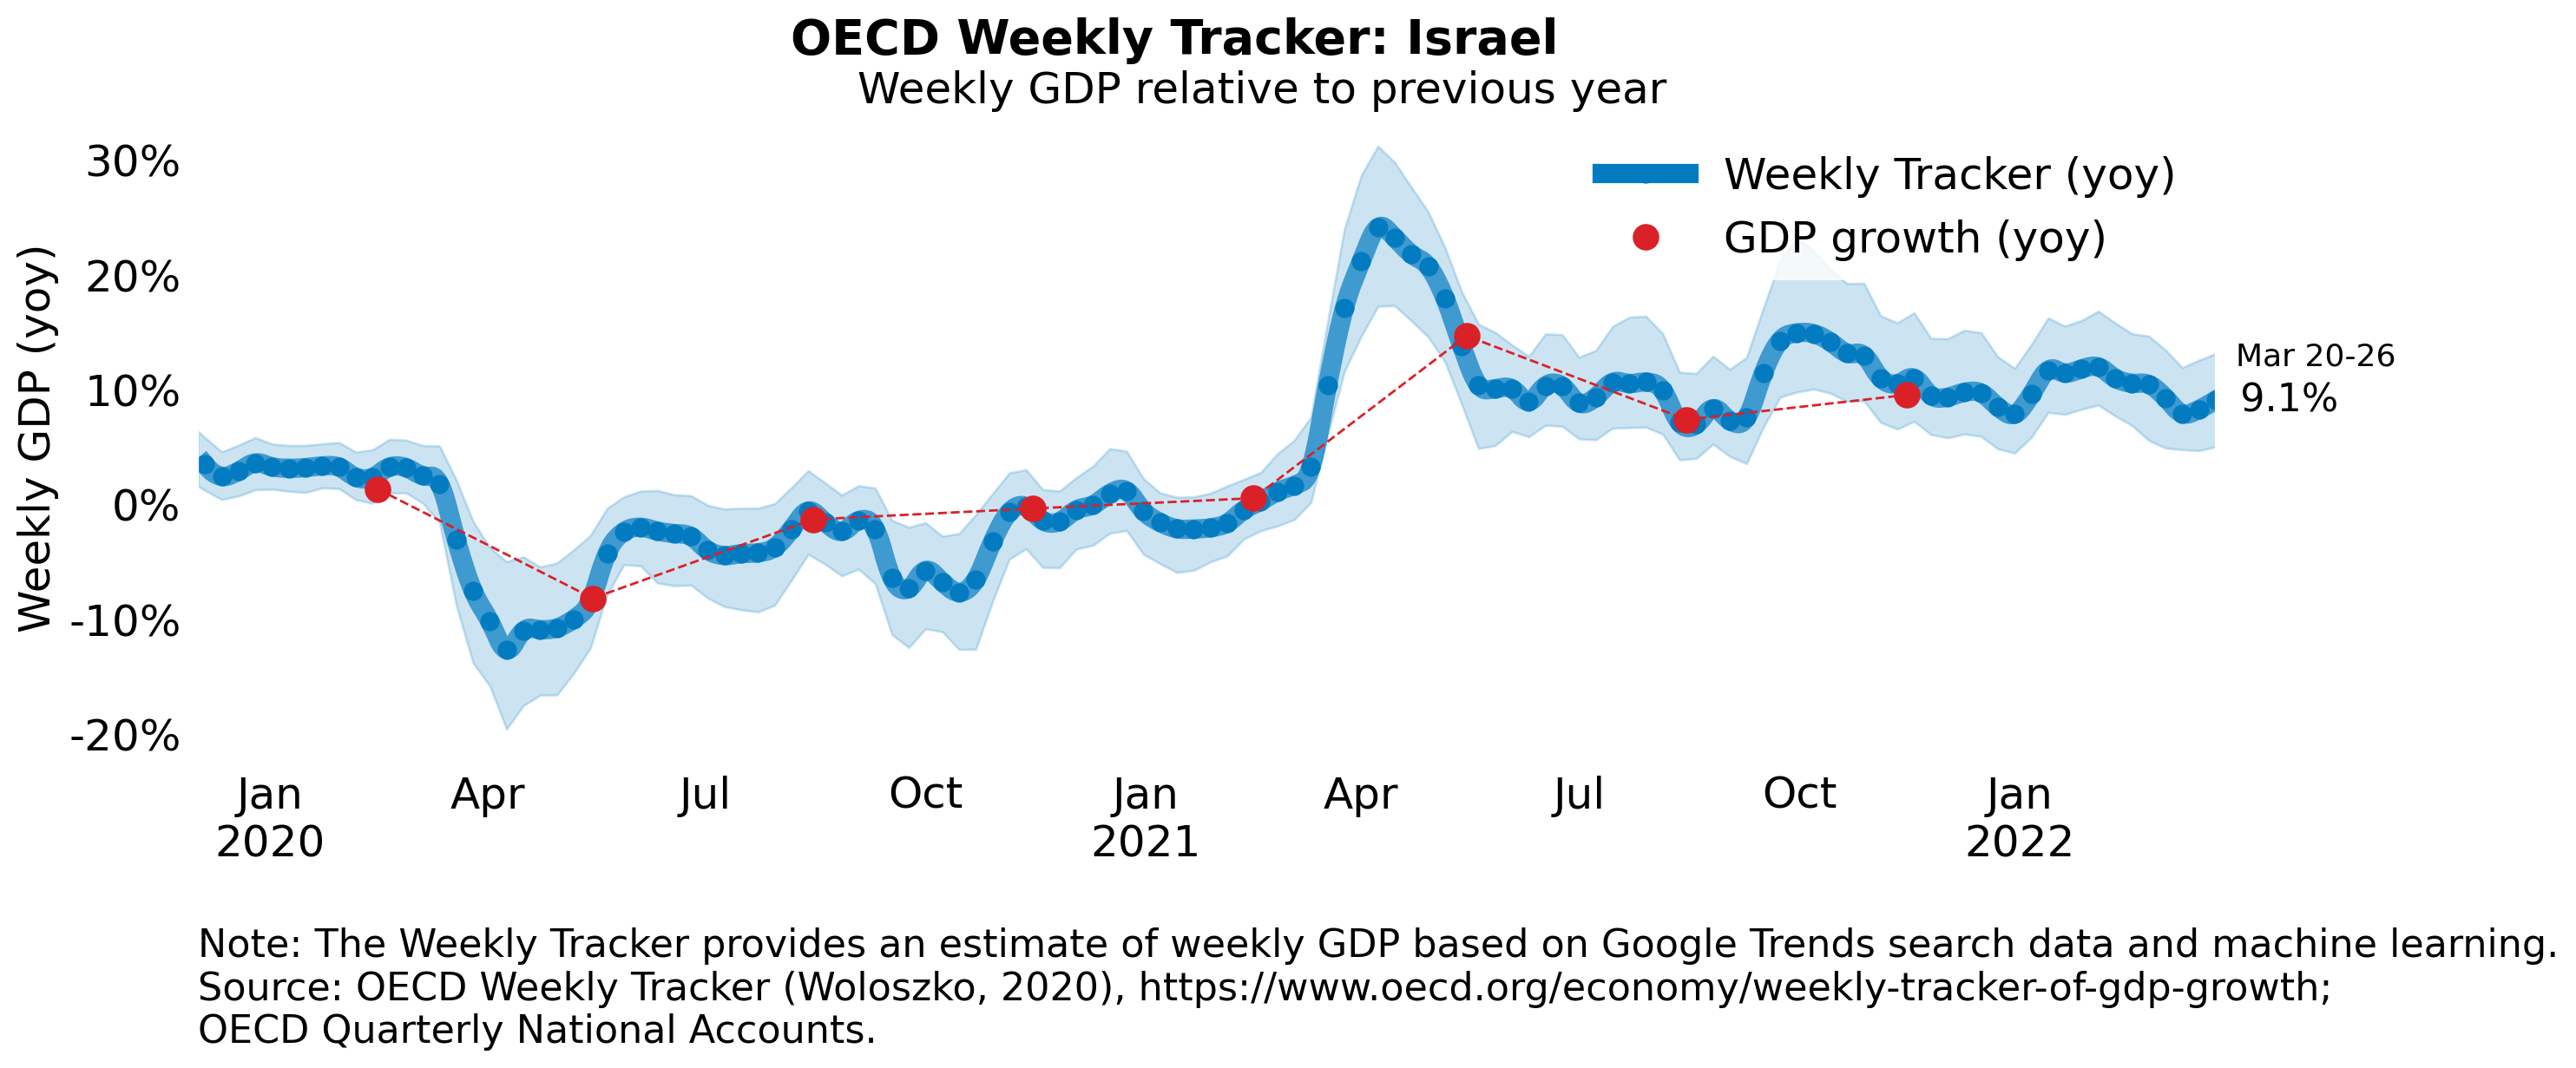 OECD Weekly Tracker: Israel
Weekly GDP relative to previous year
Weekly GDP (yoy)
30%
20%
10%
0%
-10%
-20%
Weekly Tracker (yoy)
GDP growth (yoy)
Mar 20-26
9.1%
Jan Apr Jul Oct Jan Apr Jul Oct Jan
2020 2021 2022
Note: The Weekly Tracker provides an estimate of weekly GDP based on Google Trends search data and machine learning.
Source: OECD Weekly Tracker (Woloszko, 2020), https://www.oecd.org/economy/weekly-tracker-of-gdp-growth;
OECD Quarterly National Accounts.